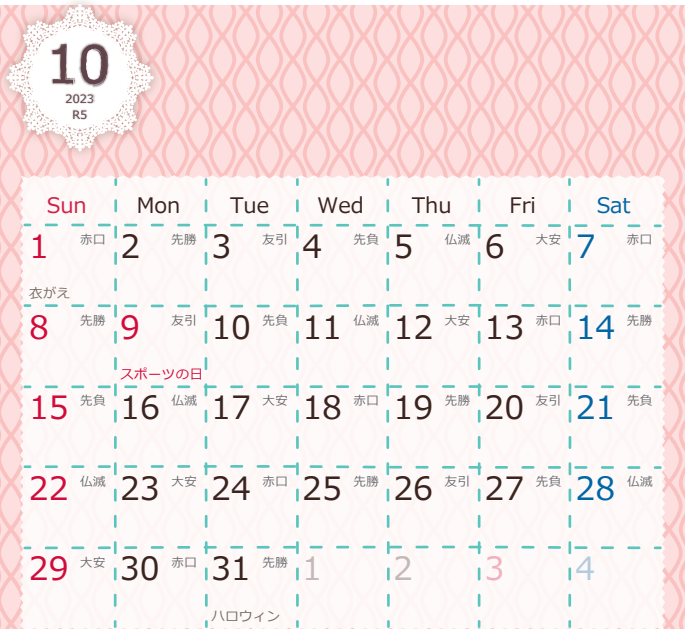 10
2023
R5
Sun Mon Tue Wed Thu Fri Sat
1 赤口 2 先勝 3 友引 4 先負 5 仏滅 6 大安 7 赤口
衣がえ
8 先勝 9 友引 10 先負 11 仏滅 12 大安 13 赤口 14 先勝
スポーツの日
15 先負 16 仏滅 17 大安 18 赤口 19 先勝 20 友引 21 先負
22 仏滅 23 大安 24 赤口 25 先勝 26 友引 27 先負 28 仏滅
29 大安 30 赤口 31 先勝 1 2 3 4
ハロウィン